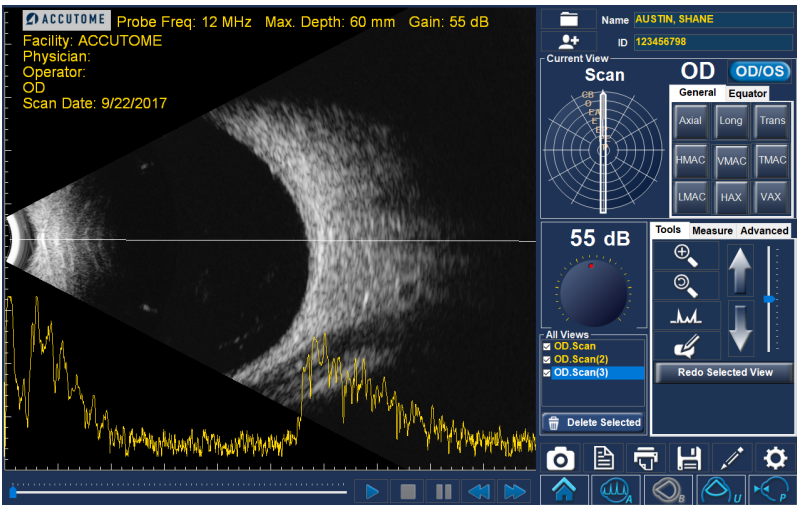 ACCUTOME Probe Freq: 12 MHz Max. Depth: 60 mm Gain: 55 dB
Facility: ACCUTOME
Physician:
Operator:
OD
Scan Date: 9/22/2017
Name AUSTIN, SHANE
ID 123456798
Current View
Scan
OD OD/OS
General Equator
Axial Long Trans
HMAC VMAC TMAC
LMAC HAX VAX
CB
O
EA
E
E
P
55 dB
Tools Measure Advanced
All Views
OD.Scan
OD.Scan(2)
OD.Scan(3)
Redo Selected View
Delete Selected
A B U P